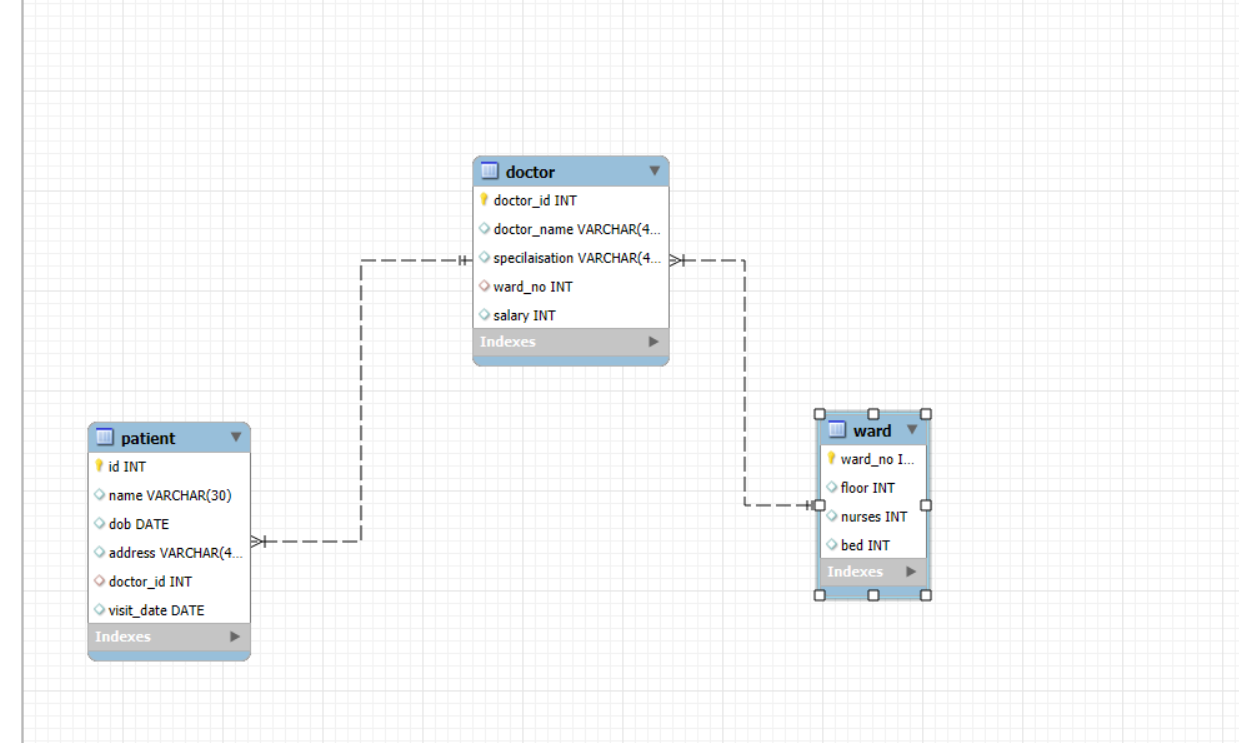 doctor
doctor_id INT
doctor_name VARCHAR(4...
specilaisation VARCHAR(4...
ward_no INT
salary INT
Indexes
patient
id INT
name VARCHAR(30)
dob DATE
address VARCHAR(4...
doctor_id INT
visit_date DATE
Indexes
ward
ward_no I...
floor INT
nurses INT
bed INT
Indexes